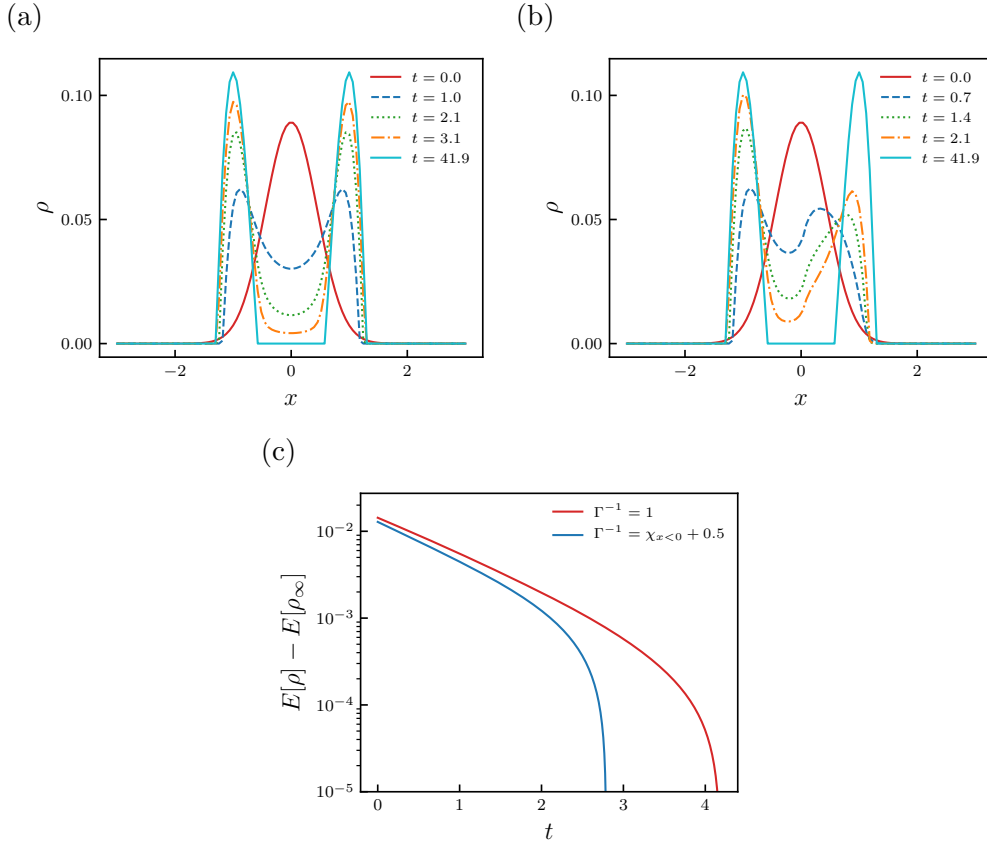 (a)
(b)
ρ
0.10
0.05
0.00
−2
0
2
x
t = 0.0
t = 1.0
t = 2.1
t = 3.1
t = 41.9
ρ
0.10
0.05
0.00
−2
0
2
x
t = 0.0
t = 0.7
t = 1.4
t = 2.1
t = 41.9
(c)
E[ρ] − E[ρ∞]
10⁻²
10⁻³
10⁻⁴
10⁻⁵
0
1
2
3
4
t
Γ⁻¹ = 1
Γ⁻¹ = χₓ<₀ + 0.5